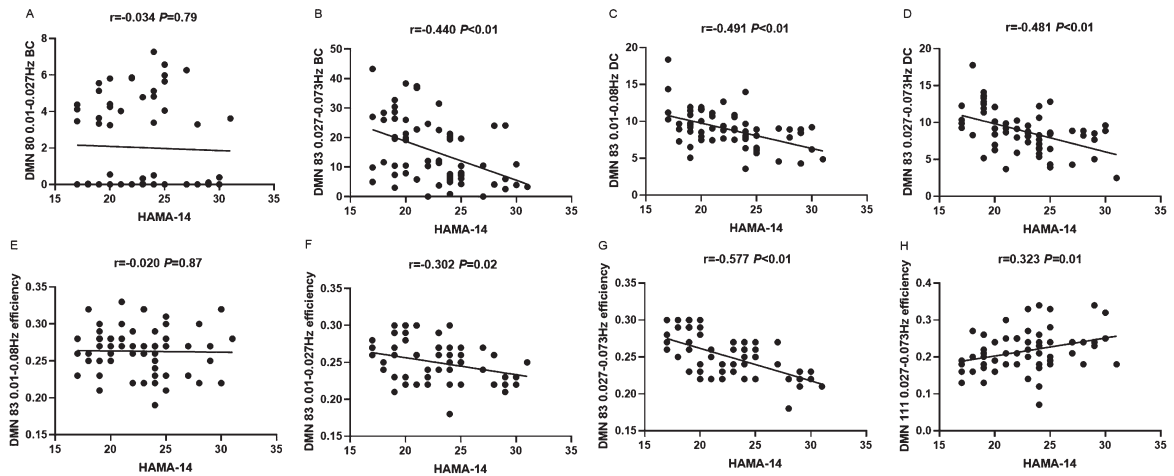 A
r=-0.034 P=0.79
DMN 80 0.01-0.027Hz BC
8
6
4
2
0
15 20 25 30 35
HAMA-14
B
r=-0.440 P<0.01
DMN 83 0.027-0.073Hz BC
50
40
30
20
10
0
15 20 25 30 35
HAMA-14
C
r=-0.491 P<0.01
DMN 83 0.01-0.08Hz DC
20
15
10
5
0
15 20 25 30 35
HAMA-14
D
r=-0.481 P<0.01
DMN 83 0.027-0.073Hz DC
20
15
10
5
0
15 20 25 30 35
HAMA-14
E
r=-0.020 P=0.87
DMN 83 0.01-0.08Hz efficiency
0.35
0.30
0.25
0.20
0.15
15 20 25 30 35
HAMA-14
F
r=-0.302 P=0.02
DMN 83 0.01-0.027Hz efficiency
0.35
0.30
0.25
0.20
0.15
15 20 25 30 35
HAMA-14
G
r=-0.577 P<0.01
DMN 83 0.027-0.073Hz efficiency
0.35
0.30
0.25
0.20
0.15
15 20 25 30 35
HAMA-14
H
r=0.323 P=0.01
DMN 111 0.027-0.073Hz efficiency
0.4
0.3
0.2
0.1
0.0
15 20 25 30 35
HAMA-14